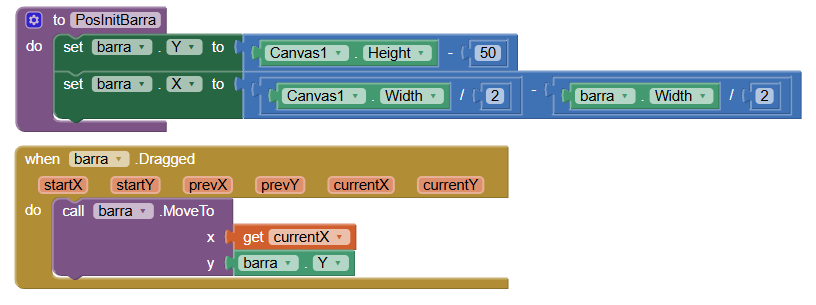 to PosInitBarra
do set barra . Y to Canvas1 . Height - 50
set barra . X to Canvas1 . Width / 2 - barra . Width / 2
when barra .Dragged
startX startY prevX prevY currentX currentY
do call barra .MoveTo
x get currentX
y barra . Y